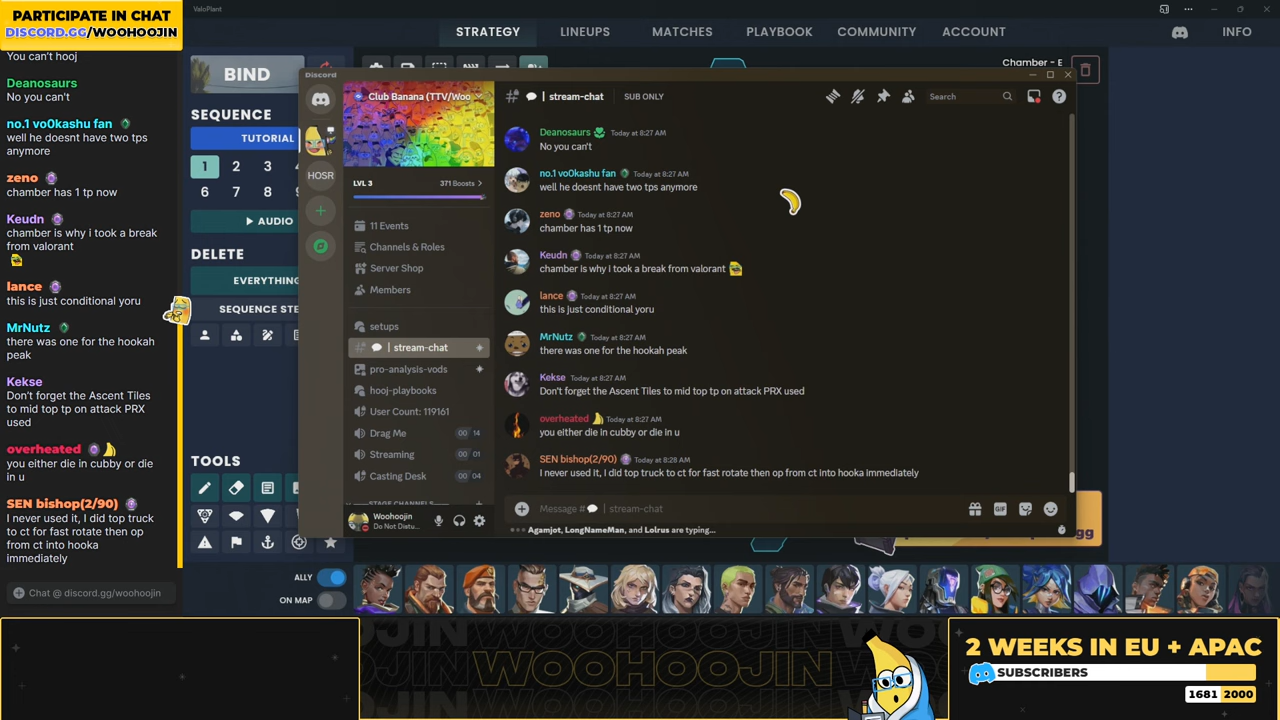 PARTICIPATE IN CHAT
DISCORD.GG/WOOHOOJIN
You can't hooj
Deanosaurs
No you can't
no.1 vo0kashu fan
well he doesnt have two tps
anymore
zeno
chamber has 1 tp now
Keudn
chamber is why i took a break
from valorant
lance
this is just conditional yoru
MrNutz
there was one for the hookah
peak
Kekse
Don't forget the Ascent Tiles
to mid top tp on attack PRX
used
overheated
you either die in cubby or die
in u
SEN bishop(2/90)
I never used it, I did top truck
to ct for fast rotate then op
from ct into hooka
immediately
Chat @ discord.gg/woohoojin
ValoPlant
STRATEGY
LINEUPS
MATCHES
PLAYBOOK
COMMUNITY
ACCOUNT
INFO
BIND
Chamber - E
SEQUENCE
TUTORIAL
1 2 3 4
6 7 8 9
AUDIO
DELETE
EVERYTHING
SEQUENCE STE
TOOLS
ALLY
ON MAP
Discord
Club Banana (TTV/Woo
HOSR
LVL 3
371 Boosts
11 Events
Channels & Roles
Server Shop
Members
setups
| stream-chat
pro-analysis-vods
hooj-playbooks
User Count: 119161
Drag Me
00 14
Streaming
00 01
Casting Desk
00 04
STAGE CHANNELS
Woohoojin
Do Not Distu...
| stream-chat
SUB ONLY
Search
Deanosaurs Today at 8:27 AM
No you can't
no.1 vo0kashu fan Today at 8:27 AM
well he doesnt have two tps anymore
zeno Today at 8:27 AM
chamber has 1 tp now
Keudn Today at 8:27 AM
chamber is why i took a break from valorant
lance Today at 8:27 AM
this is just conditional yoru
MrNutz Today at 8:27 AM
there was one for the hookah peak
Kekse Today at 8:27 AM
Don't forget the Ascent Tiles to mid top tp on attack PRX used
overheated Today at 8:27 AM
you either die in cubby or die in u
SEN bishop(2/90) Today at 8:28 AM
I never used it, I did top truck to ct for fast rotate then op from ct into hooka immediately
Message # | stream-chat
GIF
Agamjot, LongNameMan, and Lolrus are typing...
gg
WOOHOOJIN
2 WEEKS IN EU + APAC
SUBSCRIBERS
1681 2000